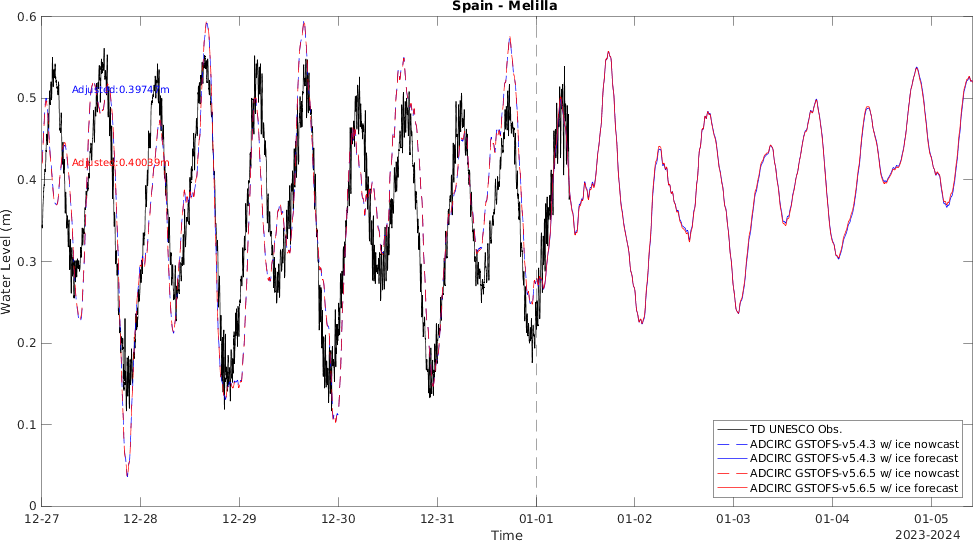 Spain - Melilla
0.6
0.5
0.4
0.3
0.2
0.1
0
Water Level (m)
Adjusted:0.39747m
Adjusted:0.40039m
TD UNESCO Obs.
ADCIRC GSTOFS-v5.4.3 w/ ice nowcast
ADCIRC GSTOFS-v5.4.3 w/ ice forecast
ADCIRC GSTOFS-v5.6.5 w/ ice nowcast
ADCIRC GSTOFS-v5.6.5 w/ ice forecast
12-27 12-28 12-29 12-30 12-31 01-01 01-02 01-03 01-04 01-05
Time
2023-2024